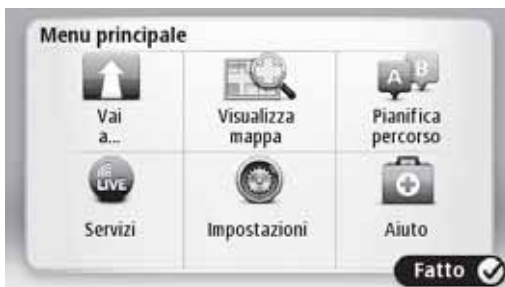 Menu principale
Vai
a...
Visualizza
mappa
A B
Pianifica
percorso
LIVE
Servizi
Impostazioni
Aiuto
Fatto